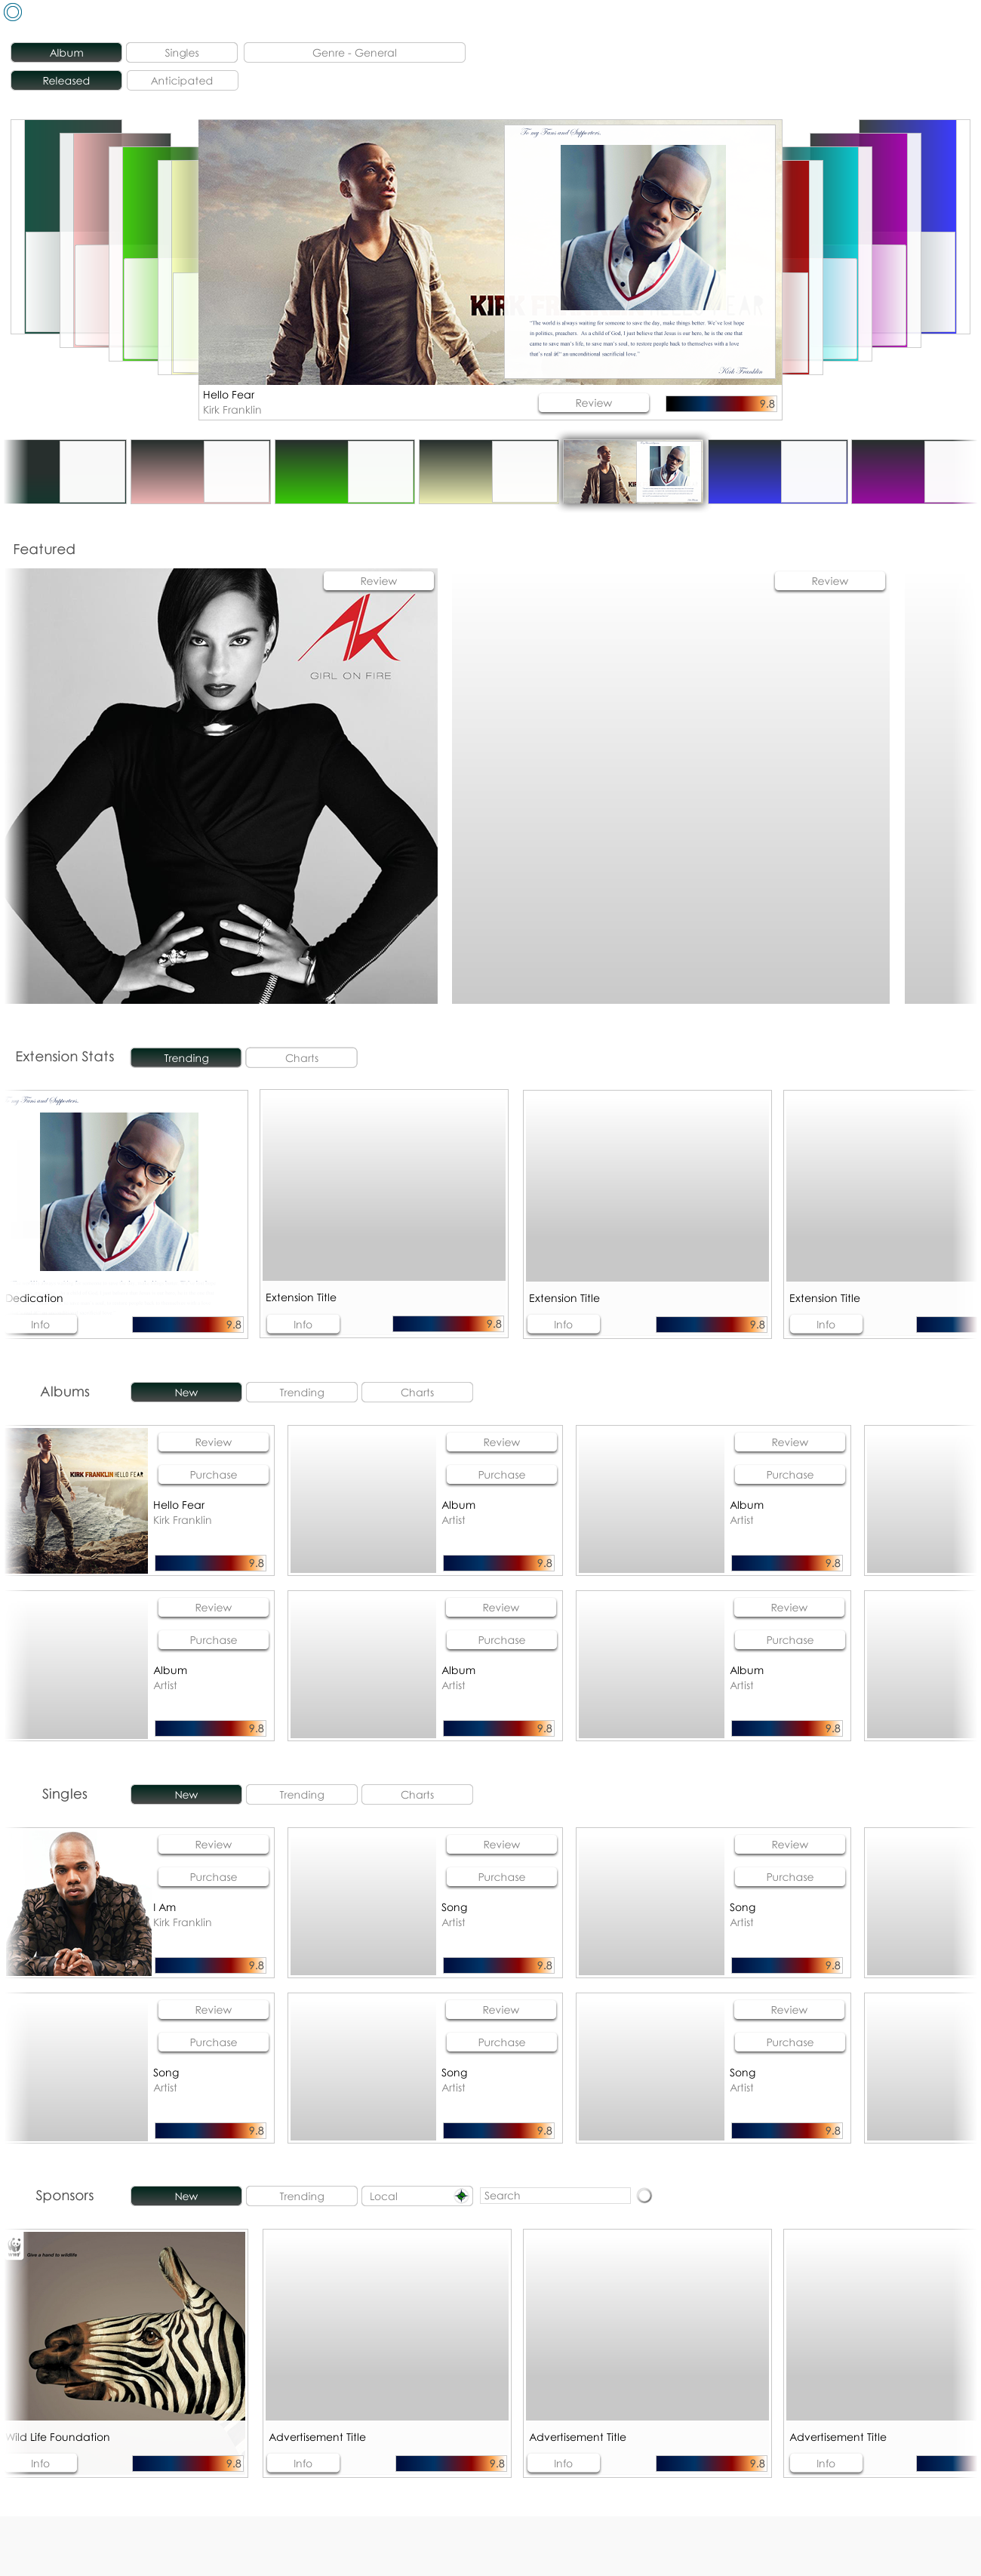 Album
Singles
Genre - General
Released
Anticipated
To my Fans and Supporters,
KIRK FRANKLIN HELLO FEAR
"The world is always waiting for someone to save the day, make things better. We've lost hope
in politics, preachers. As a child of God, I just believe that Jesus is our hero, he is the one that
came to save man's life, to save man's soul, to restore people back to themselves with a love
that's real â€" an unconditional sacrificial love."
Kirk Franklin
Hello Fear
Kirk Franklin
Review
9.8
Featured
Review
Review
AK
GIRL ON FIRE
Extension Stats
Trending
Charts
my Fans and Supporters,
Dedication
Extension Title
Extension Title
Extension Title
Info
9.8
Info
9.8
Info
9.8
Info
Albums
New
Trending
Charts
Review
Review
Review
Purchase
Purchase
Purchase
KIRK FRANKLIN HELLO FEAR
Hello Fear
Album
Album
Kirk Franklin
Artist
Artist
9.8
9.8
9.8
Review
Review
Review
Purchase
Purchase
Purchase
Album
Album
Album
Artist
Artist
Artist
9.8
9.8
9.8
Singles
New
Trending
Charts
Review
Review
Review
Purchase
Purchase
Purchase
I Am
Song
Song
Kirk Franklin
Artist
Artist
9.8
9.8
9.8
Review
Review
Review
Purchase
Purchase
Purchase
Song
Song
Song
Artist
Artist
Artist
9.8
9.8
9.8
Sponsors
New
Trending
Local
Search
Give a hand to wildlife
Wild Life Foundation
Advertisement Title
Advertisement Title
Advertisement Title
Info
9.8
Info
9.8
Info
9.8
Info